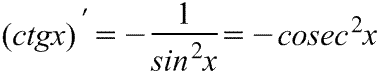 (ctgx)′ = − 1/sin²x = − cosec²x